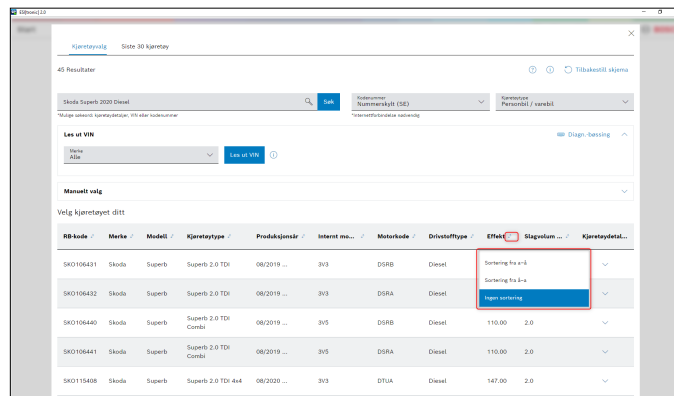 ESI[tronic] 2.0
Kjøretøyvalg Siste 30 kjøretøy
45 Resultater Tilbakestill skjema
Skoda Superb 2020 Diesel Søk Kodenummer Nummerskylt (SE) Kjøretøytype Personbil / varebil
*Mulige søkeord: kjøretøydetaljer, VIN eller kodenummer *Internettforbindelse nødvendig
Les ut VIN Diagn.-bøssing
Merke
Alle Les ut VIN
Manuelt valg
Velg kjøretøyet ditt
RB-kode Merke Modell Kjøretøytype Produksjonsår Internt mo... Motorkode Drivstofftype Effekt Slagvolum ... Kjøretøydetal...
SKO106431 Skoda Superb Superb 2.0 TDI 08/2019 ... 3V3 DSRB Diesel
Sortering fra a-å
Sortering fra å-a
Ingen sortering
SKO106432 Skoda Superb Superb 2.0 TDI 08/2019 ... 3V3 DSRA Diesel
SKO106440 Skoda Superb Superb 2.0 TDI Combi 08/2019 ... 3V5 DSRB Diesel 110.00 2.0
SKO106441 Skoda Superb Superb 2.0 TDI Combi 08/2019 ... 3V5 DSRA Diesel 110.00 2.0
SKO115408 Skoda Superb Superb 2.0 TDI 4x4 08/2020 ... 3V3 DTUA Diesel 147.00 2.0